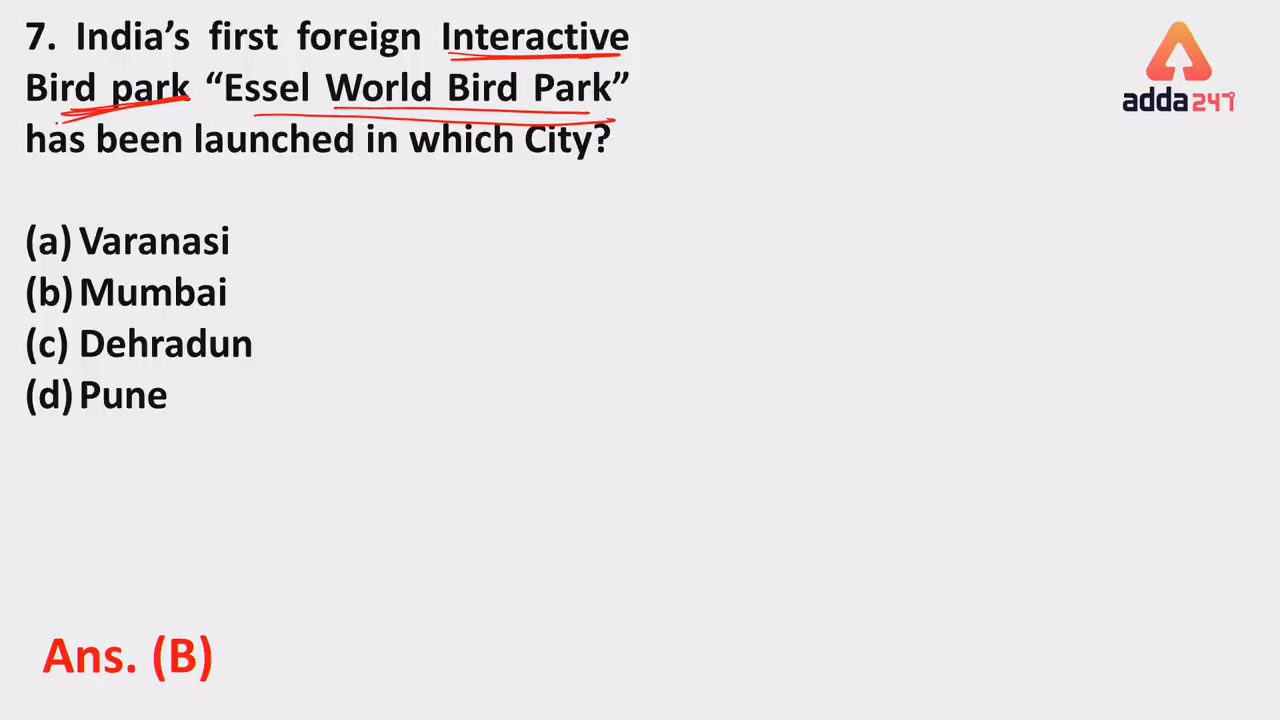 7. India’s first foreign Interactive
Bird park “Essel World Bird Park”
has been launched in which City?
(a) Varanasi
(b) Mumbai
(c) Dehradun
(d) Pune
Ans. (B)
adda247